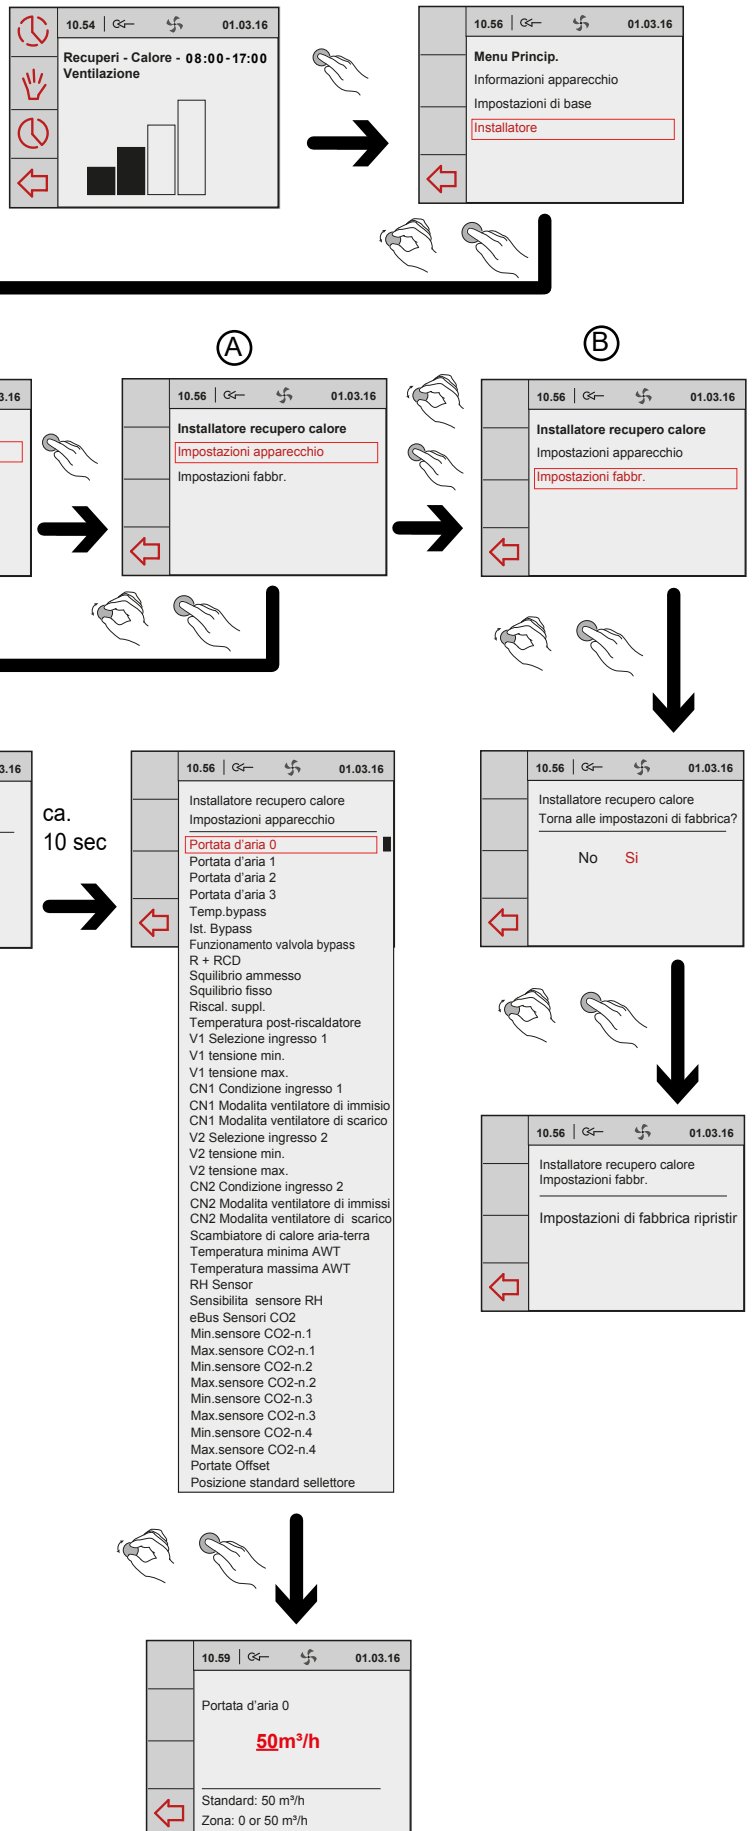 10.54 01.03.16
Recuperi - Calore - 08:00-17:00
Ventilazione
10.56 01.03.16
Menu Princip.
Informazioni apparecchio
Impostazioni di base
Installatore
A
B
3.16
10.56 01.03.16
Installatore recupero calore
Impostazioni apparecchio
Impostazioni fabbr.
10.56 01.03.16
Installatore recupero calore
Impostazioni apparecchio
Impostazioni fabbr.
3.16
ca.
10 sec
10.56 01.03.16
Installatore recupero calore
Impostazioni apparecchio
Portata d'aria 0
Portata d'aria 1
Portata d'aria 2
Portata d'aria 3
Temp.bypass
Ist. Bypass
Funzionamento valvola bypass
R + RCD
Squilibrio ammesso
Squilibrio fisso
Riscal. suppl.
Temperatura post-riscaldatore
V1 Selezione ingresso 1
V1 tensione min.
V1 tensione max.
CN1 Condizione ingresso 1
CN1 Modalita ventilatore di immisio
CN1 Modalita ventilatore di scarico
V2 Selezione ingresso 2
V2 tensione min.
V2 tensione max.
CN2 Condizione ingresso 2
CN2 Modalita ventilatore di immissi
CN2 Modalita ventilatore di scarico
Scambiatore di calore aria-terra
Temperatura minima AWT
Temperatura massima AWT
RH Sensor
Sensibilita sensore RH
eBus Sensori CO2
Min.sensore CO2-n.1
Max.sensore CO2-n.1
Min.sensore CO2-n.2
Max.sensore CO2-n.2
Min.sensore CO2-n.3
Max.sensore CO2-n.3
Min.sensore CO2-n.4
Max.sensore CO2-n.4
Portate Offset
Posizione standard sellettore
10.56 01.03.16
Installatore recupero calore
Torna alle impostazoni di fabbrica?
No Si
10.56 01.03.16
Installatore recupero calore
Impostazioni fabbr.
Impostazioni di fabbrica ripristir
10.59 01.03.16
Portata d'aria 0
50m³/h
Standard: 50 m³/h
Zona: 0 or 50 m³/h